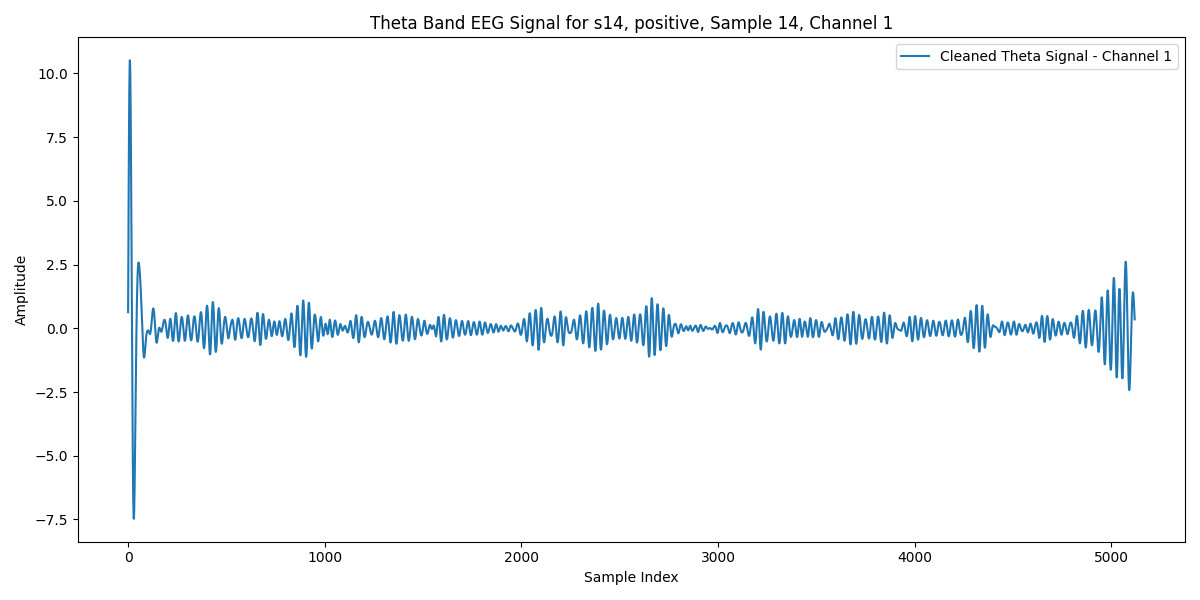 Theta Band EEG Signal for s14, positive, Sample 14, Channel 1
Cleaned Theta Signal - Channel 1
Amplitude
10.0
7.5
5.0
2.5
0.0
−2.5
−5.0
−7.5
0 1000 2000 3000 4000 5000
Sample Index